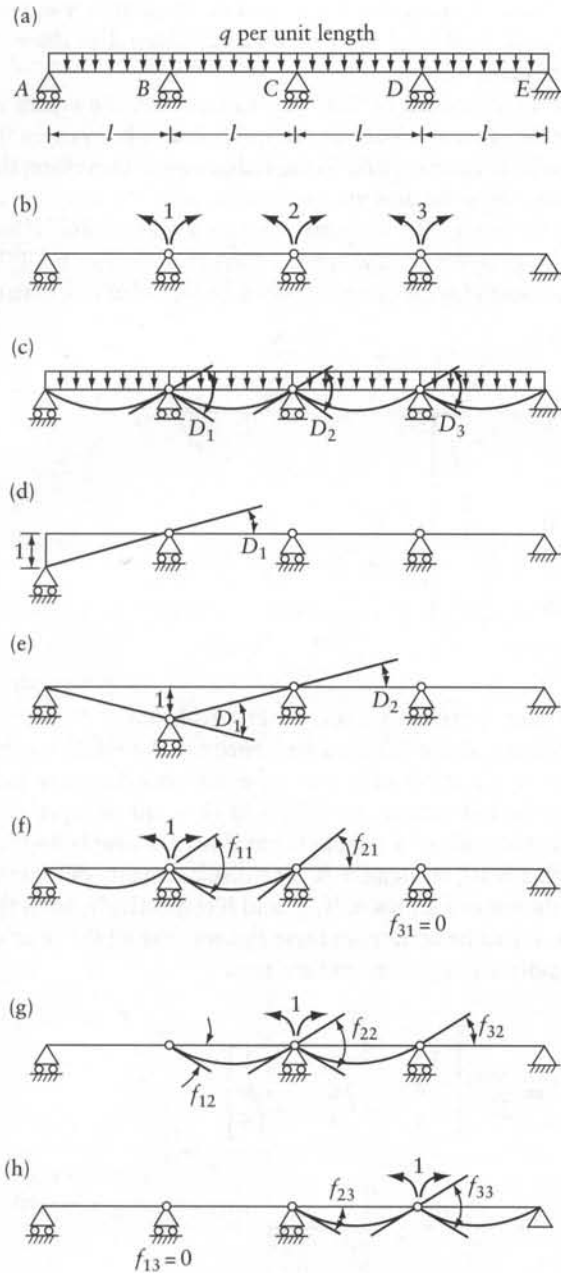 (a)
q per unit length
A B C D E
l l l l
(b)
1 2 3
(c)
D₁ D₂ D₃
(d)
1 D₁
(e)
1 D₁ D₂
(f)
1 f₁₁ f₂₁
f₃₁ = 0
(g)
1 f₂₂ f₃₂
f₁₂
(h)
1
f₂₃ f₃₃
f₁₃ = 0